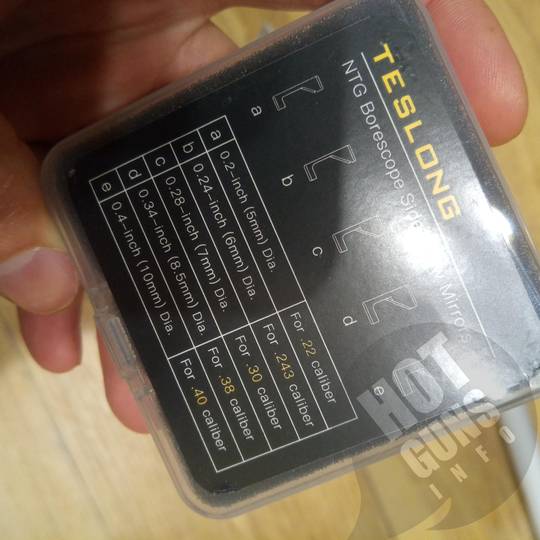 TESLONG
NTG Borescope Side Mirrors
a
b
c
d
e
a 0.2-inch (5mm) Dia. For .22 caliber
b 0.24-inch (6mm) Dia. For .243 caliber
c 0.28-inch (7mm) Dia. For .30 caliber
d 0.34-inch (8.5mm) Dia. For .38 caliber
e 0.4-inch (10mm) Dia. For .40 caliber
HOT
GUNS
INFO